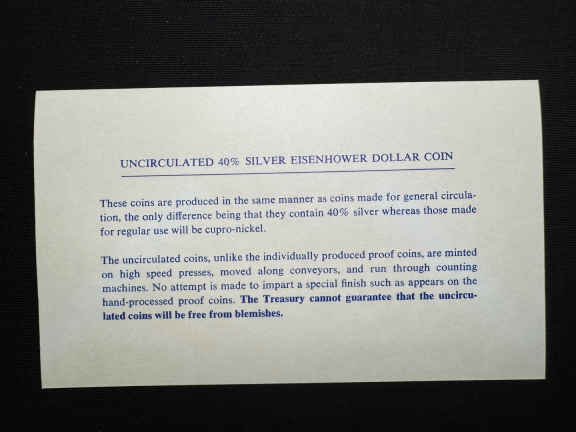 UNCIRCULATED 40% SILVER EISENHOWER DOLLAR COIN
These coins are produced in the same manner as coins made for general circula-
tion, the only difference being that they contain 40% silver whereas those made
for regular use will be cupro-nickel.
The uncirculated coins, unlike the individually produced proof coins, are minted
on high speed presses, moved along conveyors, and run through counting
machines. No attempt is made to impart a special finish such as appears on the
hand-processed proof coins. The Treasury cannot guarantee that the uncircu-
lated coins will be free from blemishes.